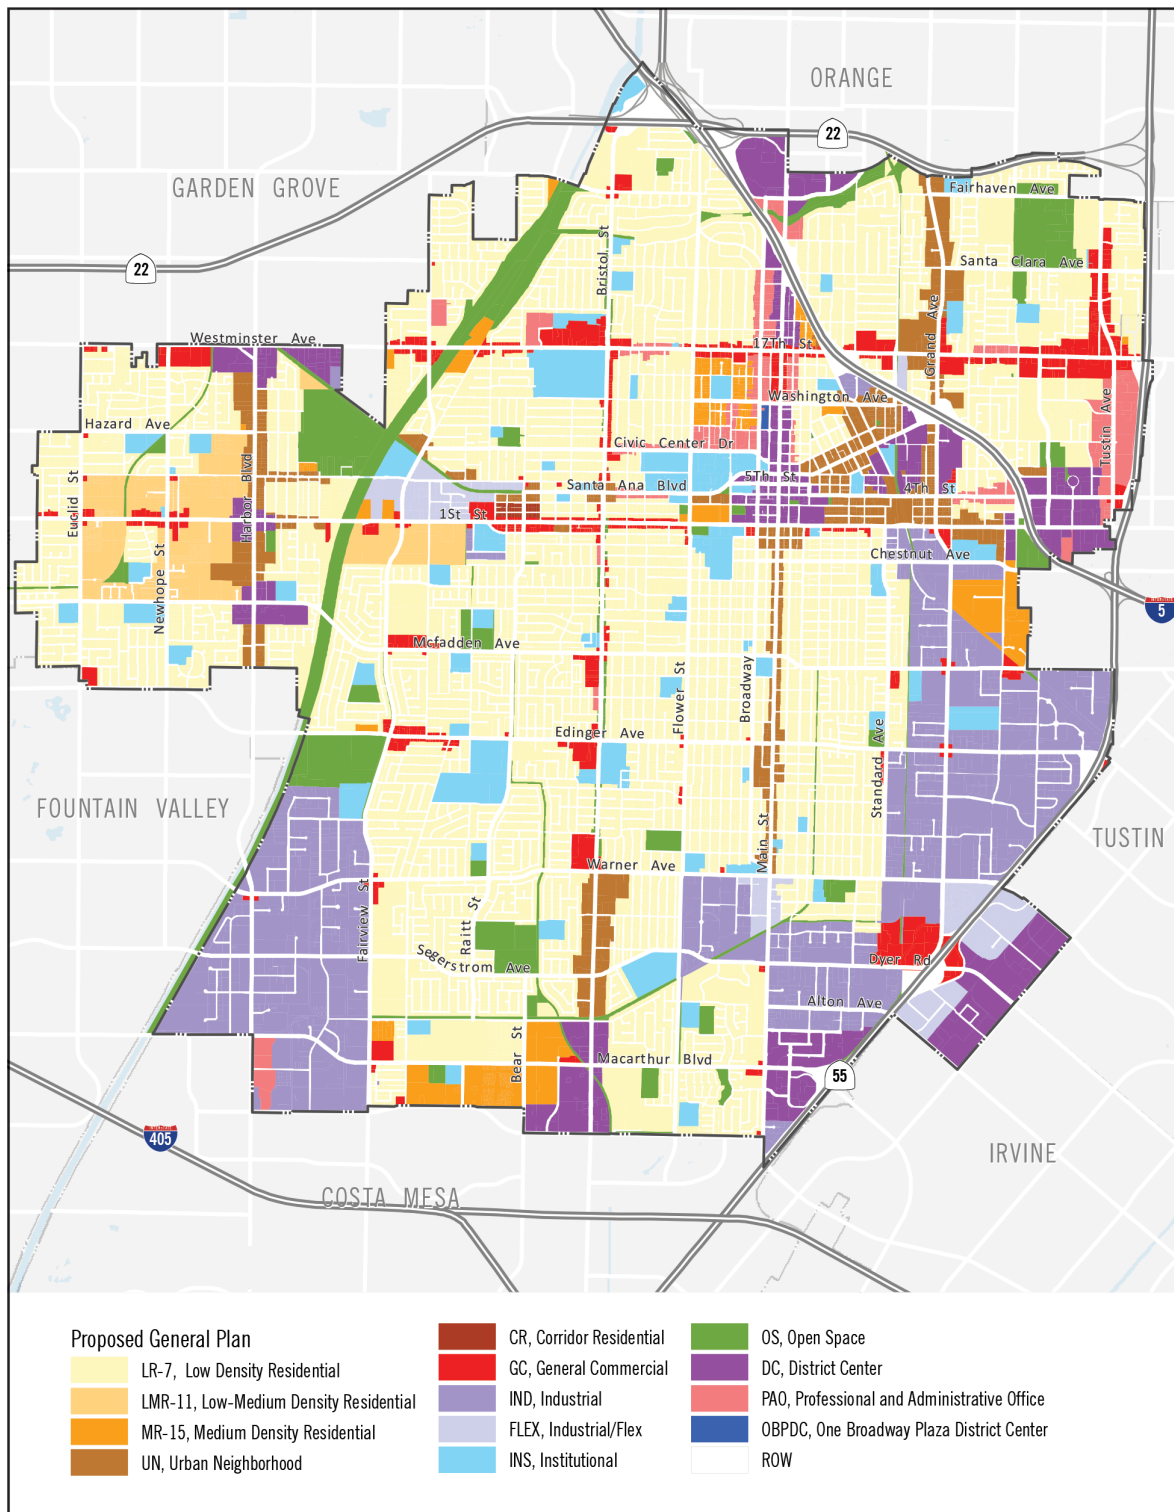 ORANGE
22
GARDEN GROVE
Fairhaven Ave
Bristol St
Santa Clara Ave
22
Grand Ave
Westminster Ave
17Th St
Washington Ave
Tustin Ave
Hazard Ave
Civic Center Dr
Euclid St
Harbor Blvd
5Th St
Santa Ana Blvd
4Th St
1St St
Newhope St
Chestnut Ave
5
Mcfadden Ave
Flower St
Broadway
Edinger Ave
Standard Ave
FOUNTAIN VALLEY
Main St
TUSTIN
Warner Ave
Fairview St
Raitt St
Segerstrom Ave
Dyer Rd
Alton Ave
Bear St
Macarthur Blvd
55
405
IRVINE
COSTA MESA
Proposed General Plan
LR-7, Low Density Residential
LMR-11, Low-Medium Density Residential
MR-15, Medium Density Residential
UN, Urban Neighborhood
CR, Corridor Residential
GC, General Commercial
IND, Industrial
FLEX, Industrial/Flex
INS, Institutional
OS, Open Space
DC, District Center
PAO, Professional and Administrative Office
OBPDC, One Broadway Plaza District Center
ROW